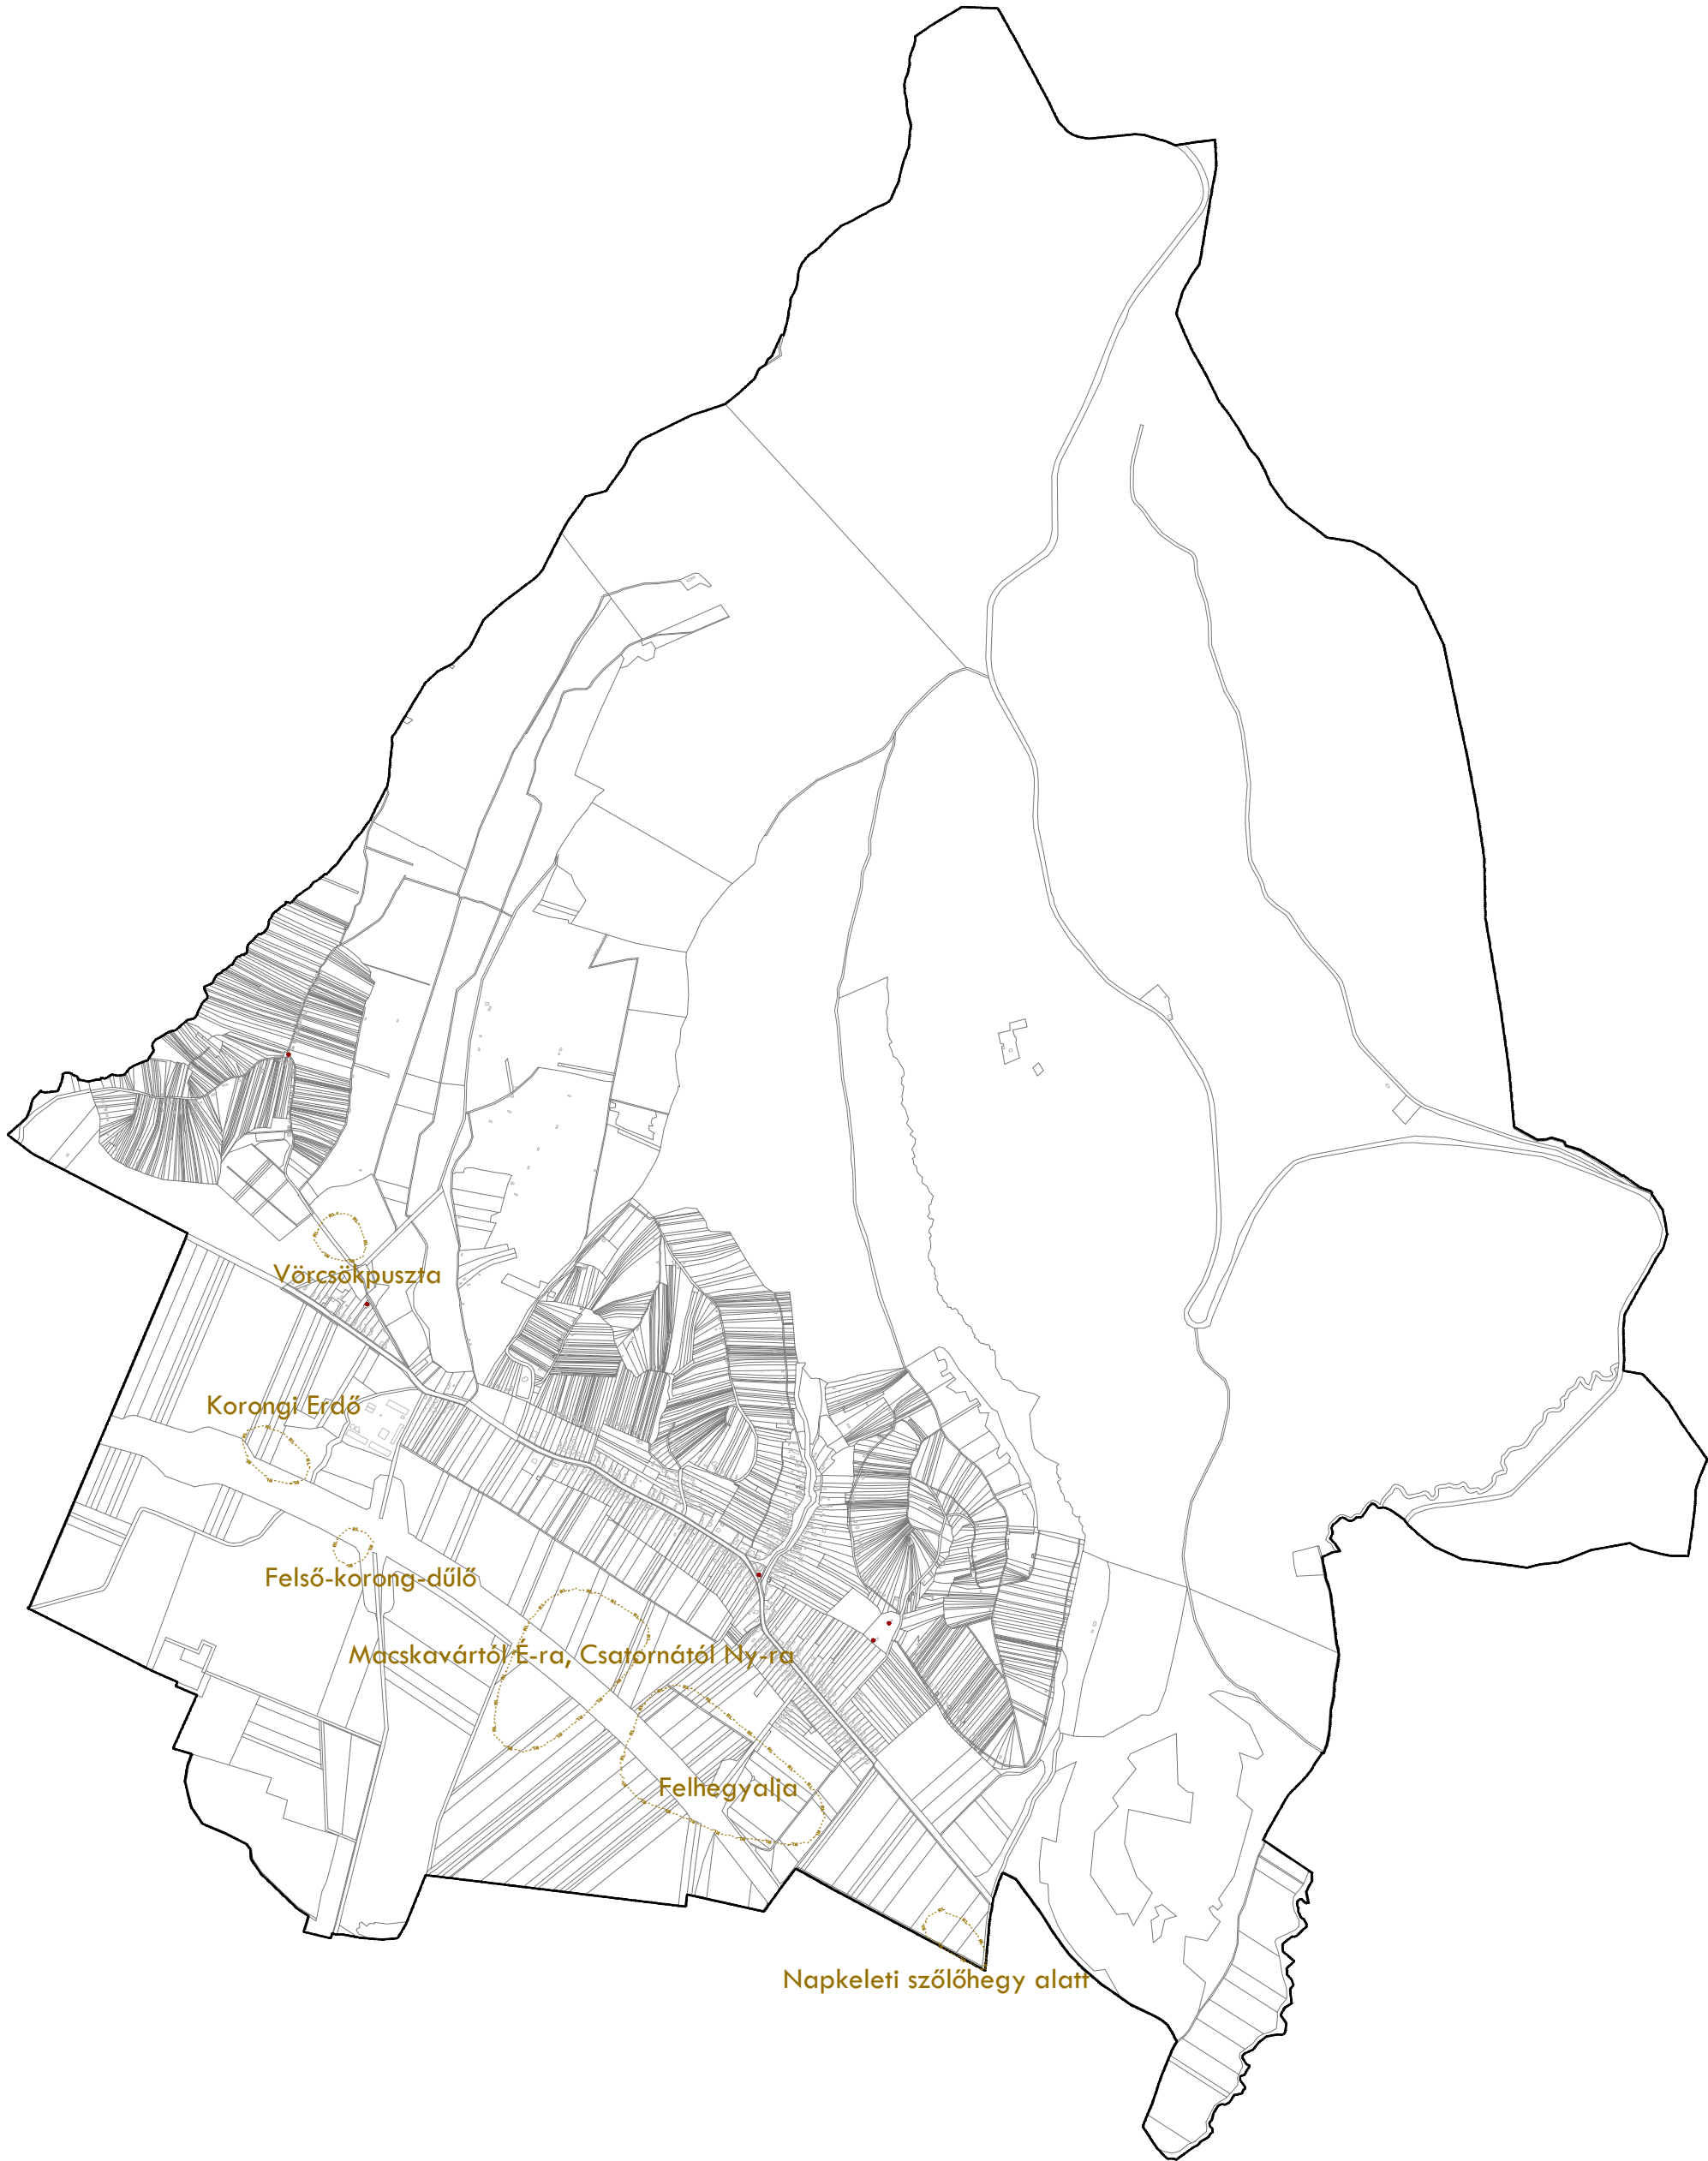 Vörcsökpuszta
Korongi Erdő
Felső-korong-dűlő
Macskavártól É-ra, Csatornától Ny-ra
Felhegyalja
Napkeleti szőlőhegy alatt